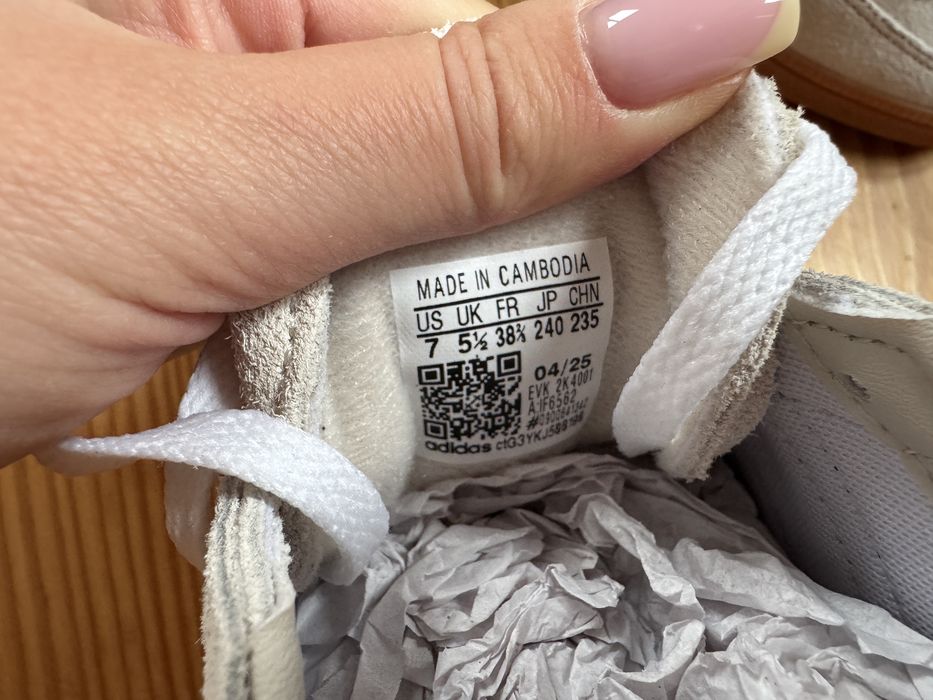 MADE IN CAMBODIA
US UK FR JP CHN
7 5½ 38⅔ 240 235
04/25
EVK 2K4001
A IF6562
adidas